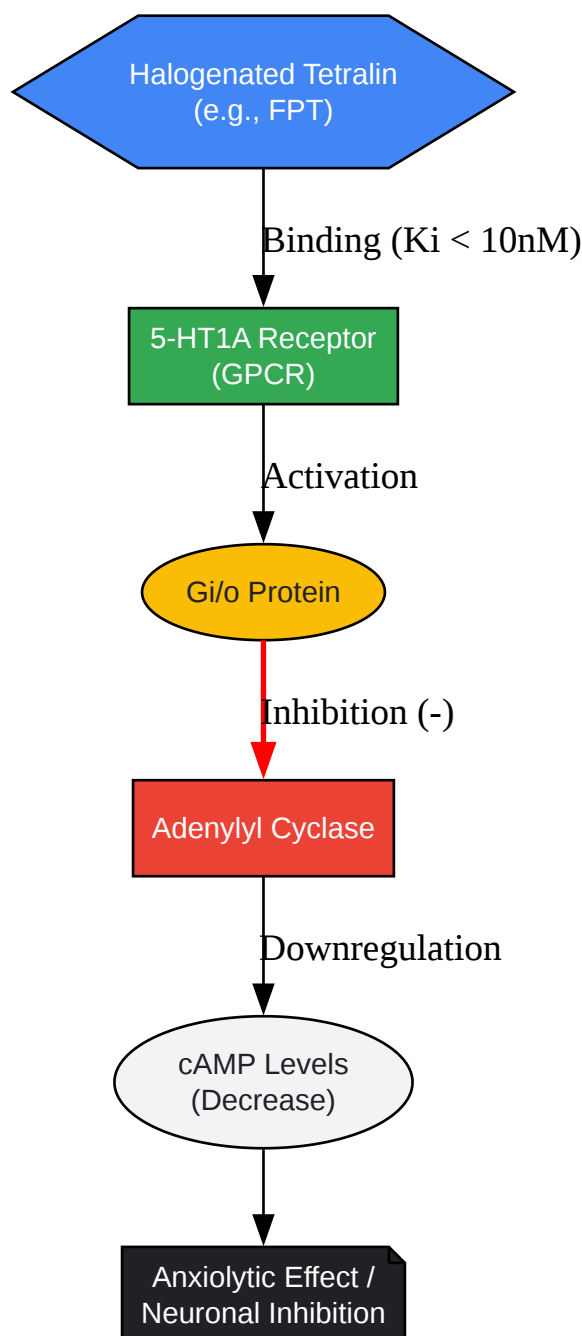 Halogenated Tetralin
(e.g., FPT)
Binding (Ki < 10nM)
5-HT1A Receptor
(GPCR)
Activation
Gi/o Protein
Inhibition (-)
Adenylyl Cyclase
Downregulation
cAMP Levels
(Decrease)
Anxiolytic Effect /
Neuronal Inhibition